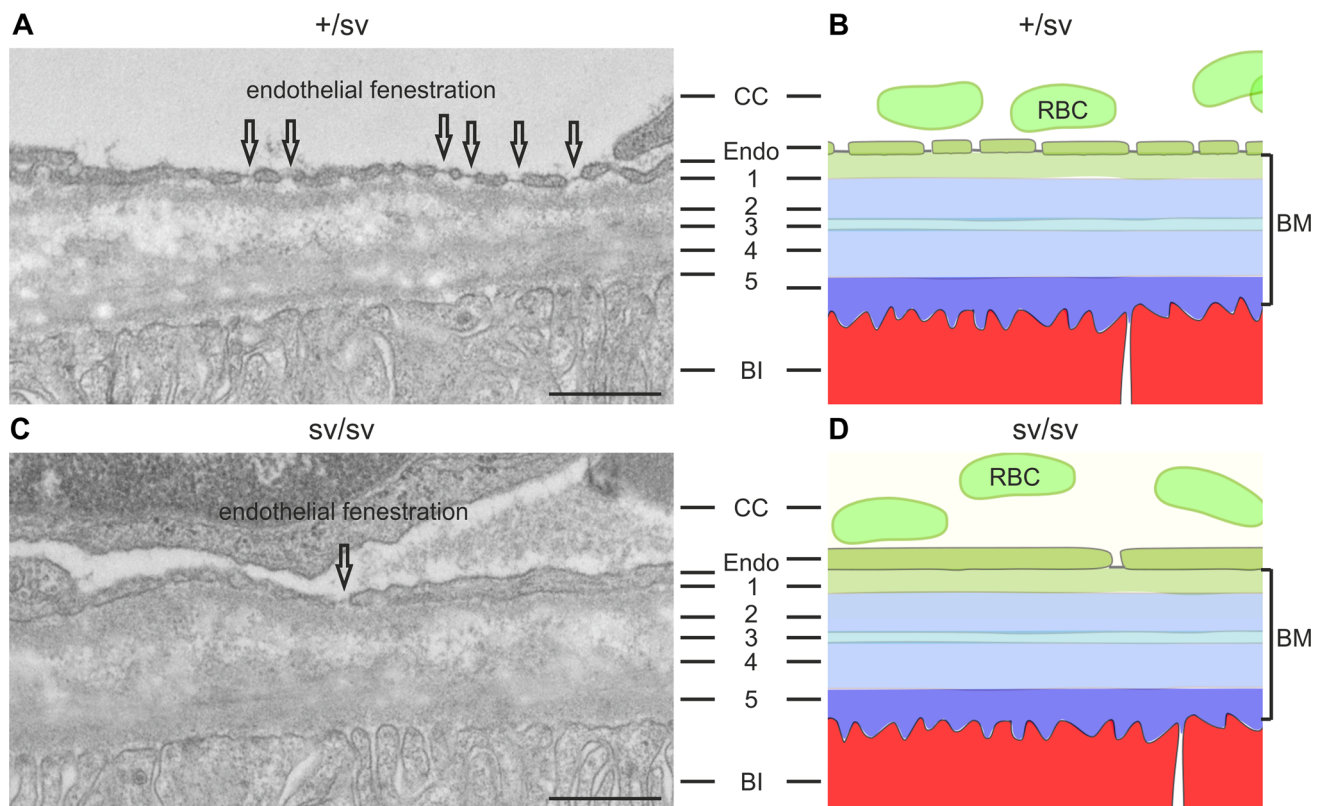 A
+/sv
B
+/sv
endothelial fenestration
CC
RBC
Endo
1
2
3
4
5
BM
BI
C
sv/sv
D
sv/sv
endothelial fenestration
CC
RBC
Endo
1
2
3
4
5
BM
BI